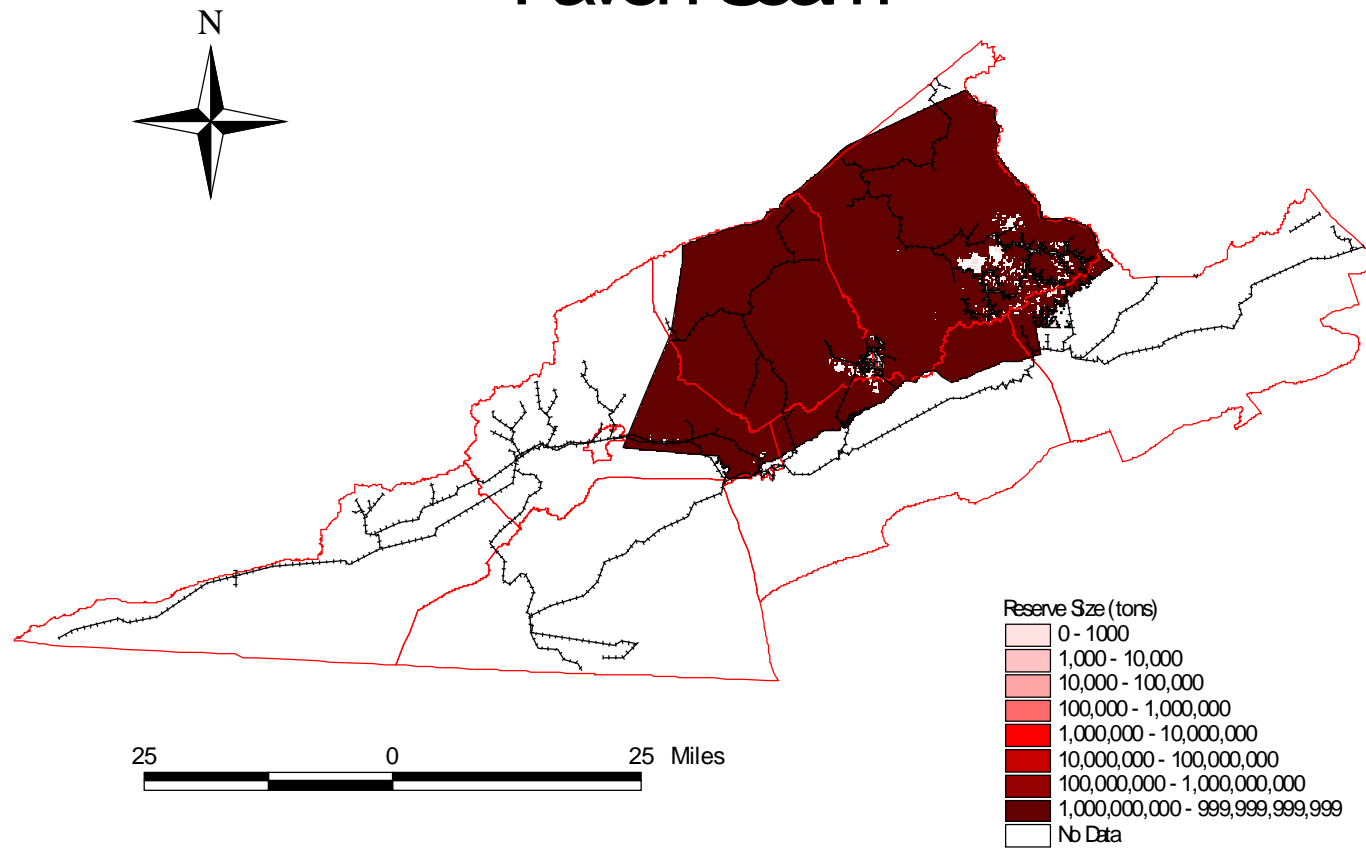 N
Reserve Size (tons)
0 - 1000
1,000 - 10,000
10,000 - 100,000
100,000 - 1,000,000
1,000,000 - 10,000,000
10,000,000 - 100,000,000
100,000,000 - 1,000,000,000
1,000,000,000 - 999,999,999,999
No Data
25 0 25 Miles